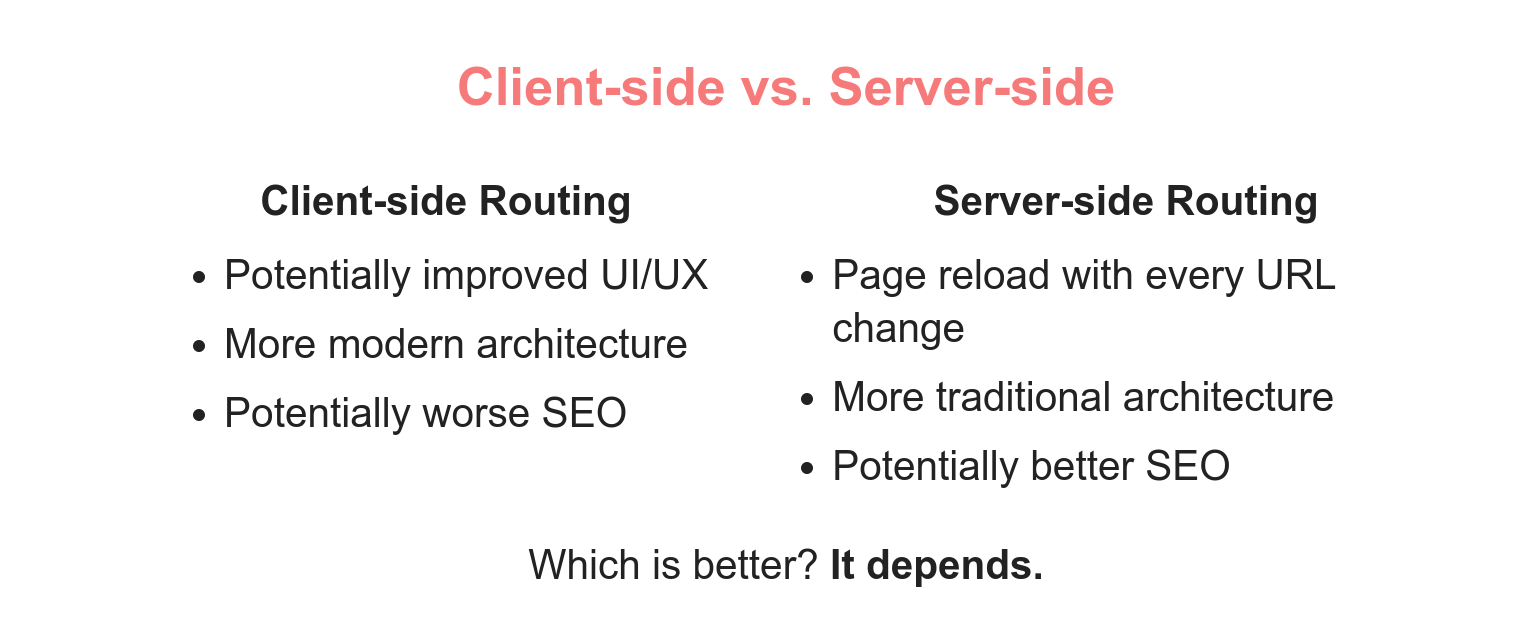 Client-side vs. Server-side
Client-side Routing
• Potentially improved UI/UX
• More modern architecture
• Potentially worse SEO
Server-side Routing
• Page reload with every URL
change
• More traditional architecture
• Potentially better SEO
Which is better? It depends.